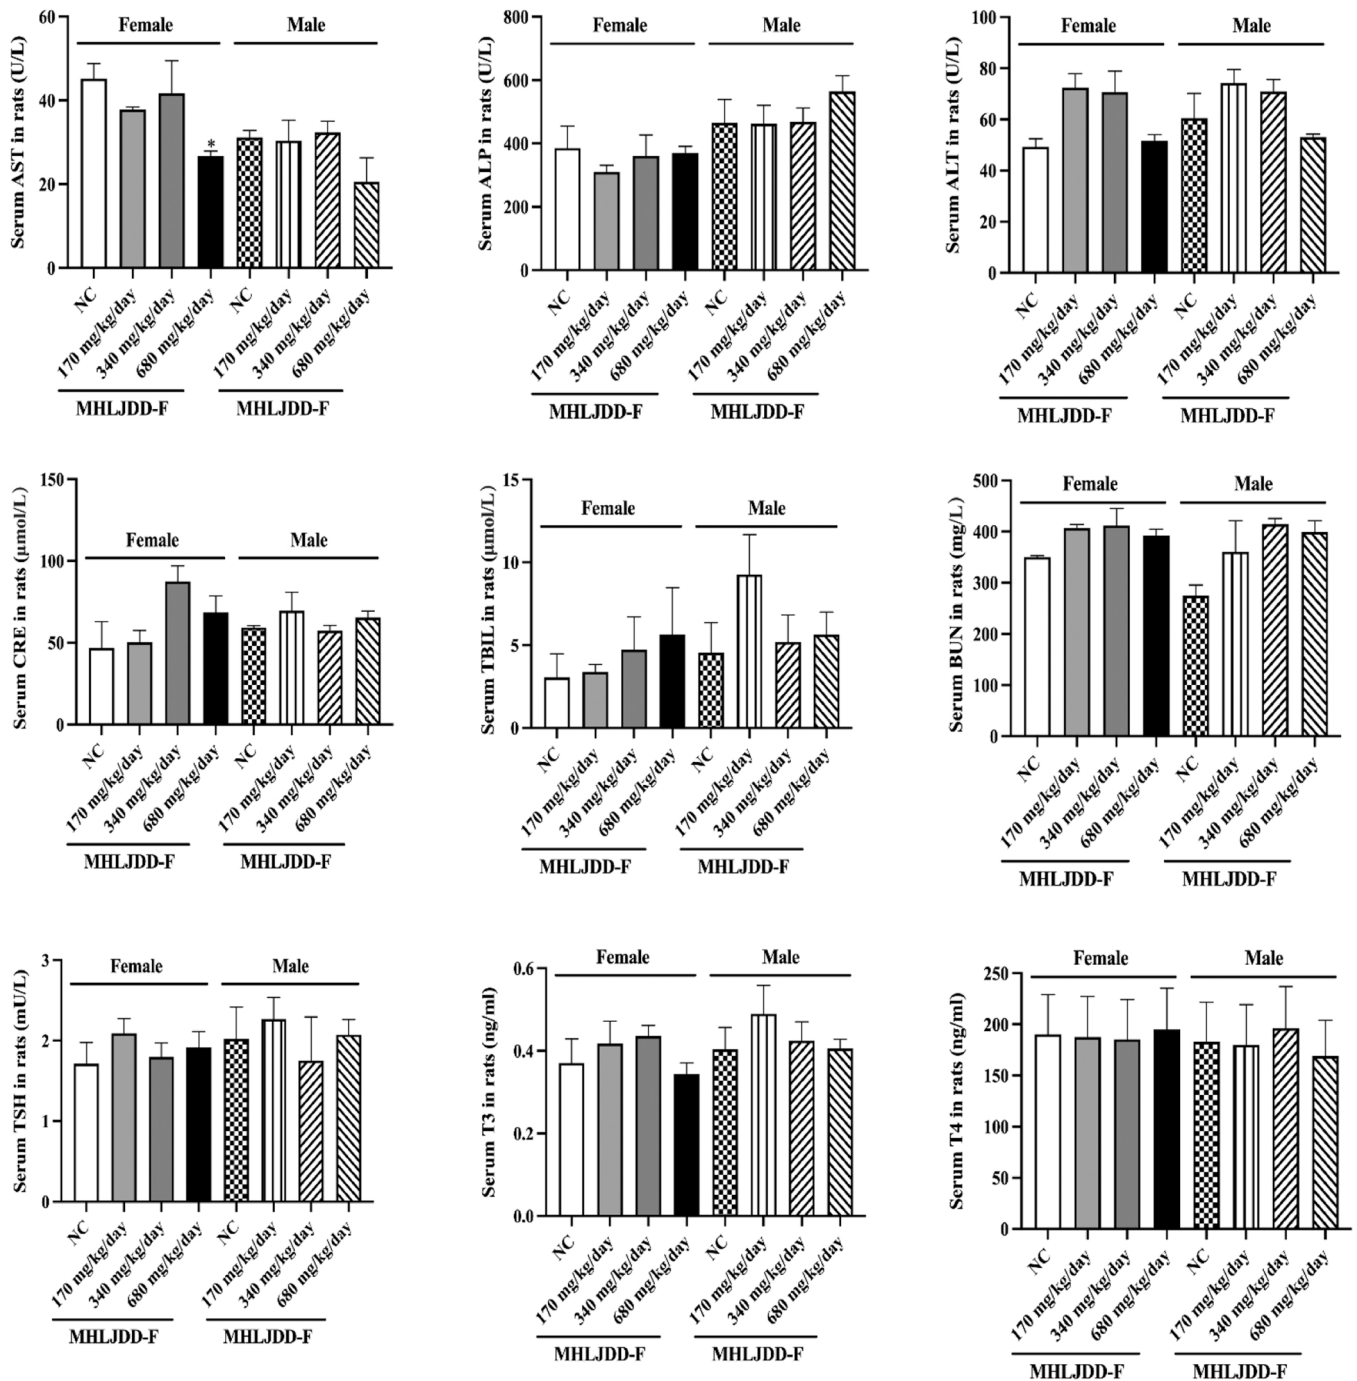 Serum AST in rats (U/L)
60
40
20
0
Female
Male
*
NC
170 mg/kg/day
340 mg/kg/day
680 mg/kg/day
NC
170 mg/kg/day
340 mg/kg/day
680 mg/kg/day
MHLJDD-F
MHLJDD-F
Serum ALP in rats (U/L)
800
600
400
200
0
Female
Male
NC
170 mg/kg/day
340 mg/kg/day
680 mg/kg/day
NC
170 mg/kg/day
340 mg/kg/day
680 mg/kg/day
MHLJDD-F
MHLJDD-F
Serum ALT in rats (U/L)
100
80
60
40
20
0
Female
Male
NC
170 mg/kg/day
340 mg/kg/day
680 mg/kg/day
NC
170 mg/kg/day
340 mg/kg/day
680 mg/kg/day
MHLJDD-F
MHLJDD-F
Serum CRE in rats (μmol/L)
150
100
50
0
Female
Male
NC
170 mg/kg/day
340 mg/kg/day
680 mg/kg/day
NC
170 mg/kg/day
340 mg/kg/day
680 mg/kg/day
MHLJDD-F
MHLJDD-F
Serum TBIL in rats (μmol/L)
15
10
5
0
Female
Male
NC
170 mg/kg/day
340 mg/kg/day
680 mg/kg/day
NC
170 mg/kg/day
340 mg/kg/day
680 mg/kg/day
MHLJDD-F
MHLJDD-F
Serum BUN in rats (mg/L)
500
400
300
200
100
0
Female
Male
NC
170 mg/kg/day
340 mg/kg/day
680 mg/kg/day
NC
170 mg/kg/day
340 mg/kg/day
680 mg/kg/day
MHLJDD-F
MHLJDD-F
Serum TSH in rats (mU/L)
3
2
1
0
Female
Male
NC
170 mg/kg/day
340 mg/kg/day
680 mg/kg/day
NC
170 mg/kg/day
340 mg/kg/day
680 mg/kg/day
MHLJDD-F
MHLJDD-F
Serum T3 in rats (ng/ml)
0.6
0.4
0.2
0.0
Female
Male
NC
170 mg/kg/day
340 mg/kg/day
680 mg/kg/day
NC
170 mg/kg/day
340 mg/kg/day
680 mg/kg/day
MHLJDD-F
MHLJDD-F
Serum T4 in rats (ng/ml)
250
200
150
100
50
0
Female
Male
NC
170 mg/kg/day
340 mg/kg/day
680 mg/kg/day
NC
170 mg/kg/day
340 mg/kg/day
680 mg/kg/day
MHLJDD-F
MHLJDD-F